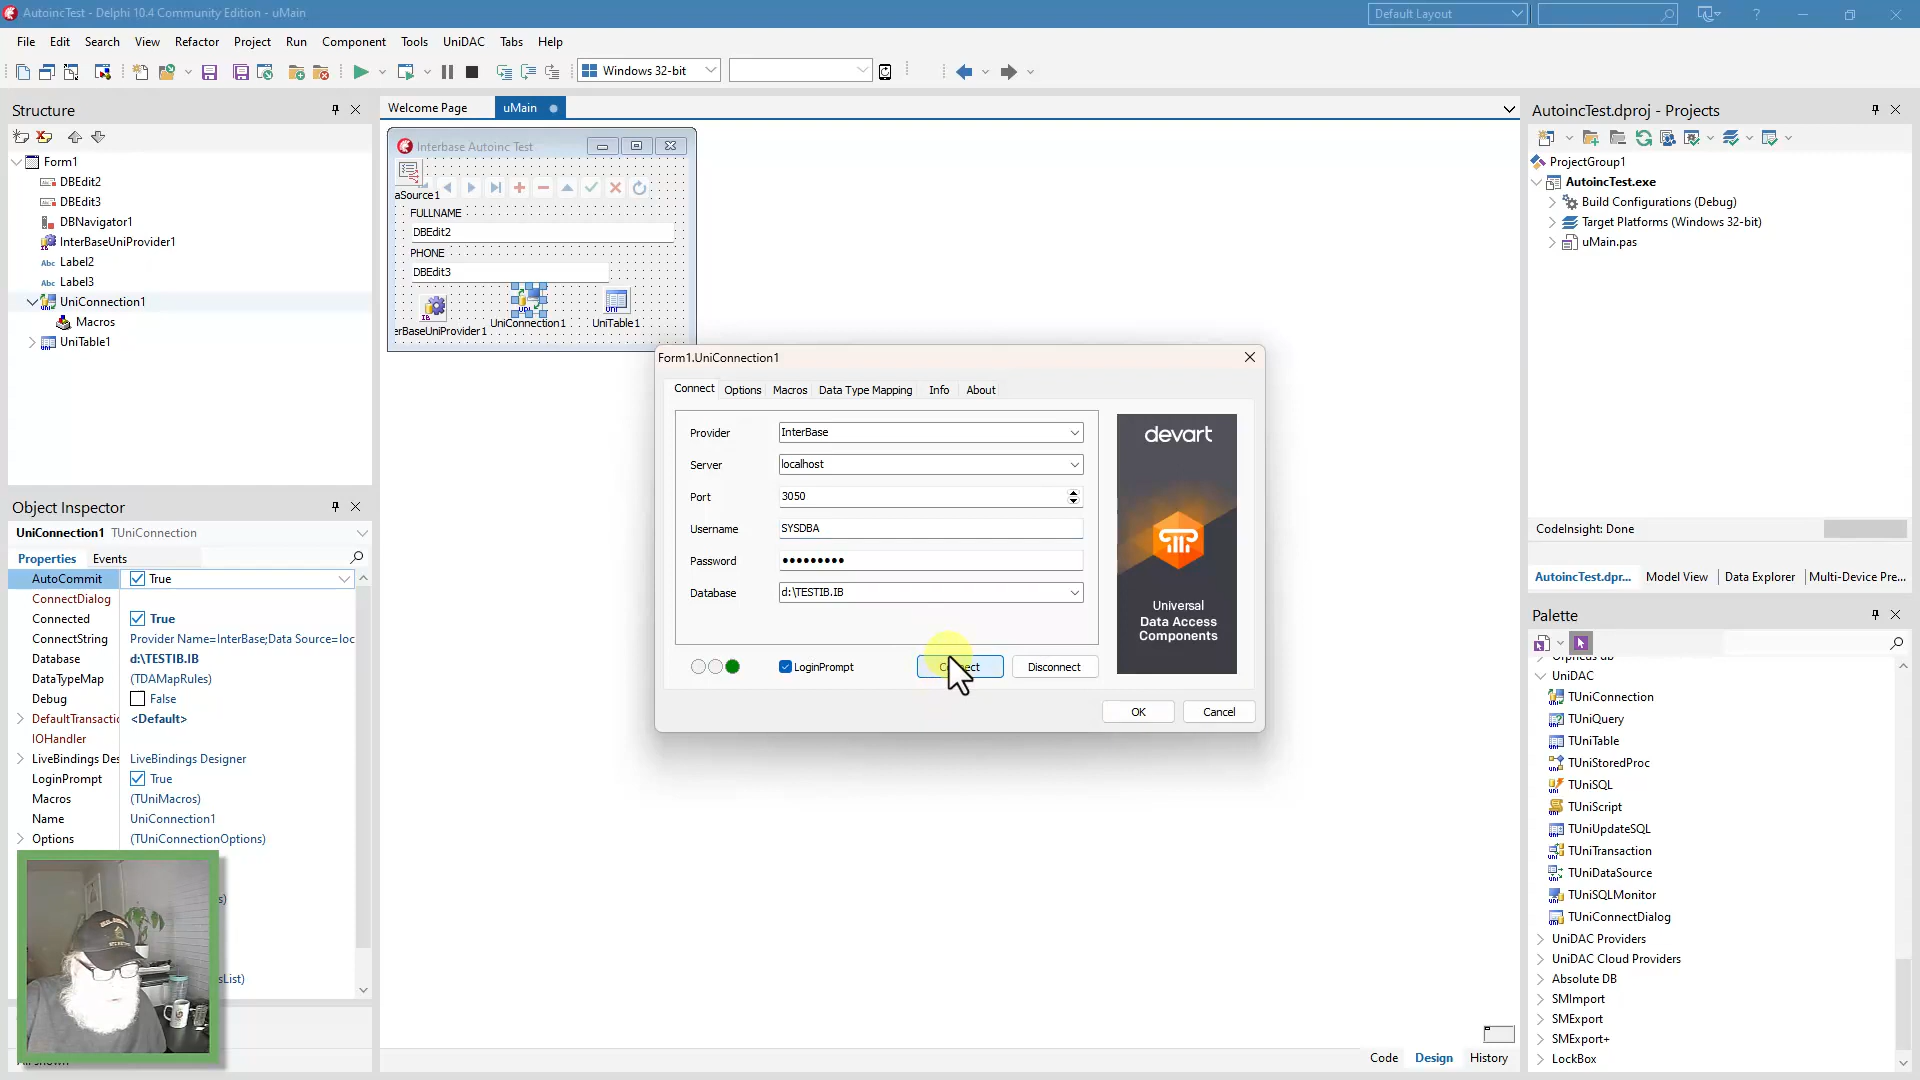 AutoincTest - Delphi 10.4 Community Edition - uMain
Default Layout
File Edit Search View Refactor Project Run Component Tools UniDAC Tabs Help
Windows 32-bit
Structure
Form1
DBEdit2
DBEdit3
DBNavigator1
InterBaseUniProvider1
Label2
Label3
UniConnection1
Macros
UniTable1
Object Inspector
UniConnection1 TUniConnection
Properties Events
AutoCommit True
ConnectDialog
Connected True
ConnectString Provider Name=InterBase;Data Source=loc
Database d:\TESTIB.IB
DataTypeMap (TDAMapRules)
Debug False
DefaultTransactic <Default>
IOHandler
LiveBindings Des LiveBindings Designer
LoginPrompt True
Macros (TUniMacros)
Name UniConnection1
Options (TUniConnectionOptions)
s)
sList)
Welcome Page uMain
Interbase Autoinc Test
aSource1
FULLNAME
DBEdit2
PHONE
DBEdit3
erBaseUniProvider1 UniConnection1 UniTable1
Form1.UniConnection1
Connect Options Macros Data Type Mapping Info About
Provider InterBase
Server localhost
Port 3050
Username SYSDBA
Password •••••••••
Database d:\TESTIB.IB
LoginPrompt Connect Disconnect
OK Cancel
devart
Universal
Data Access
Components
Code Design History
AutoincTest.dproj - Projects
ProjectGroup1
AutoincTest.exe
Build Configurations (Debug)
Target Platforms (Windows 32-bit)
uMain.pas
CodeInsight: Done
AutoincTest.dpr... Model View Data Explorer Multi-Device Pre...
Palette
UniDAC
TUniConnection
TUniQuery
TUniTable
TUniStoredProc
TUniSQL
TUniScript
TUniUpdateSQL
TUniTransaction
TUniDataSource
TUniSQLMonitor
TUniConnectDialog
UniDAC Providers
UniDAC Cloud Providers
Absolute DB
SMImport
SMExport
SMExport+
LockBox